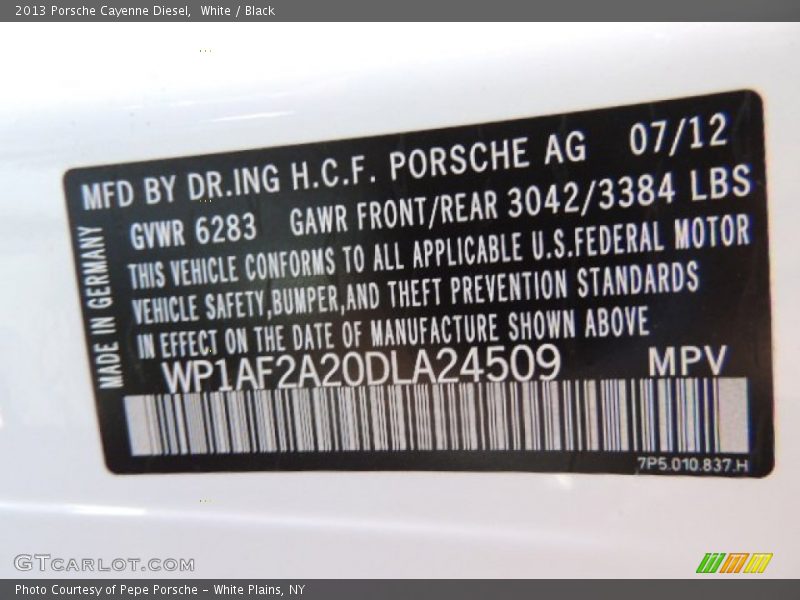 2013 Porsche Cayenne Diesel, White / Black
MFD BY DR.ING H.C.F. PORSCHE AG 07/12
GVWR 6283 GAWR FRONT/REAR 3042/3384 LBS
THIS VEHICLE CONFORMS TO ALL APPLICABLE U.S.FEDERAL MOTOR
VEHICLE SAFETY,BUMPER,AND THEFT PREVENTION STANDARDS
IN EFFECT ON THE DATE OF MANUFACTURE SHOWN ABOVE
MADE IN GERMANY
WP1AF2A20DLA24509 MPV
7P5.010.837.H
GTCARLOT.COM
Photo Courtesy of Pepe Porsche - White Plains, NY